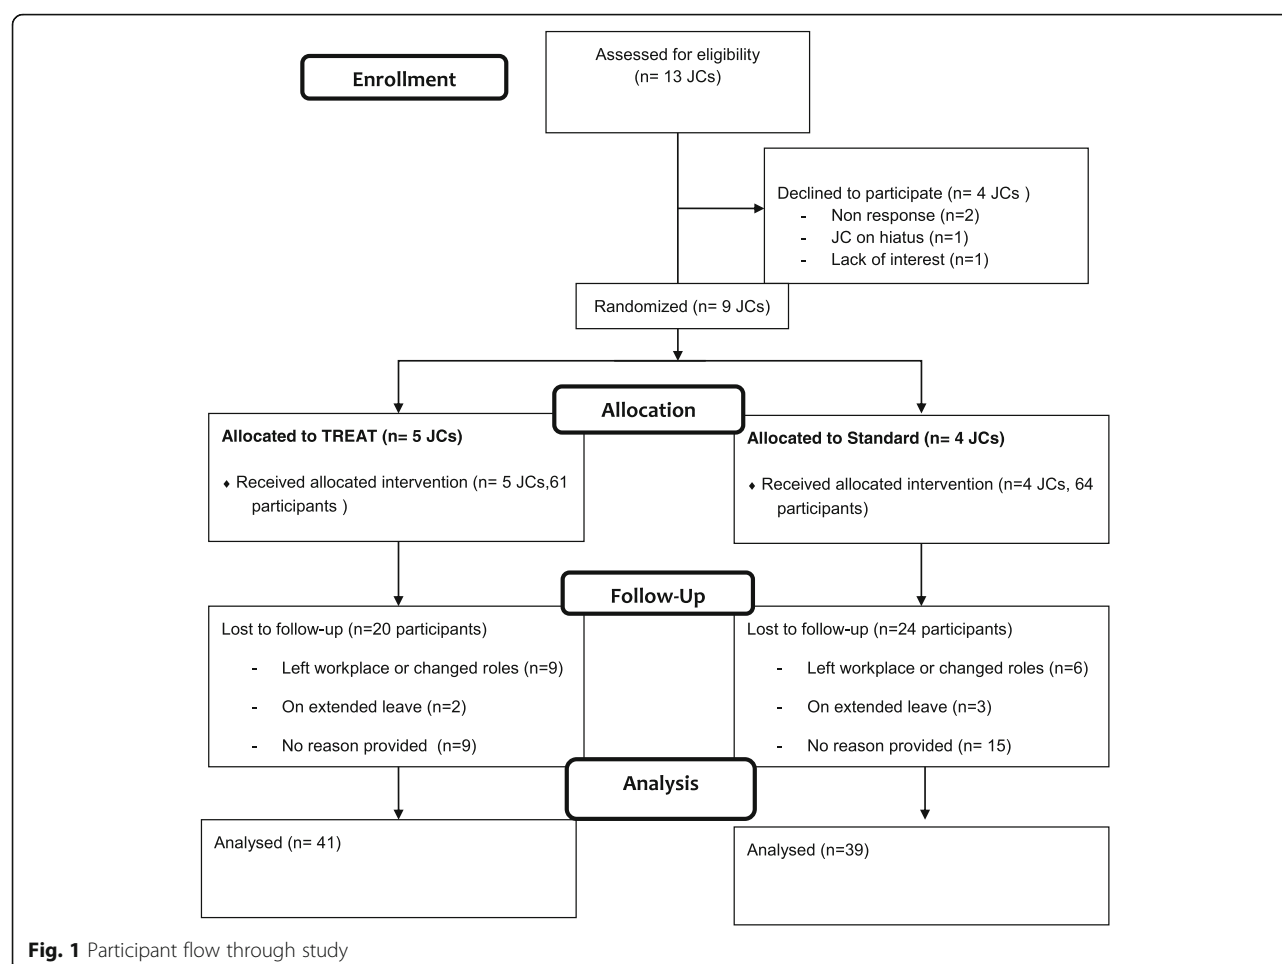 Enrollment
Assessed for eligibility
(n= 13 JCs)
Declined to participate (n= 4 JCs )
- Non response (n=2)
- JC on hiatus (n=1)
- Lack of interest (n=1)
Randomized (n= 9 JCs)
Allocation
Allocated to TREAT (n= 5 JCs)
♦ Received allocated intervention (n= 5 JCs,61
participants )
Allocated to Standard (n= 4 JCs)
♦ Received allocated intervention (n=4 JCs, 64
participants)
Follow-Up
Lost to follow-up (n=20 participants)
- Left workplace or changed roles (n=9)
- On extended leave (n=2)
- No reason provided (n=9)
Lost to follow-up (n=24 participants)
- Left workplace or changed roles (n=6)
- On extended leave (n=3)
- No reason provided (n= 15)
Analysis
Analysed (n= 41)
Analysed (n=39)
Fig. 1 Participant flow through study